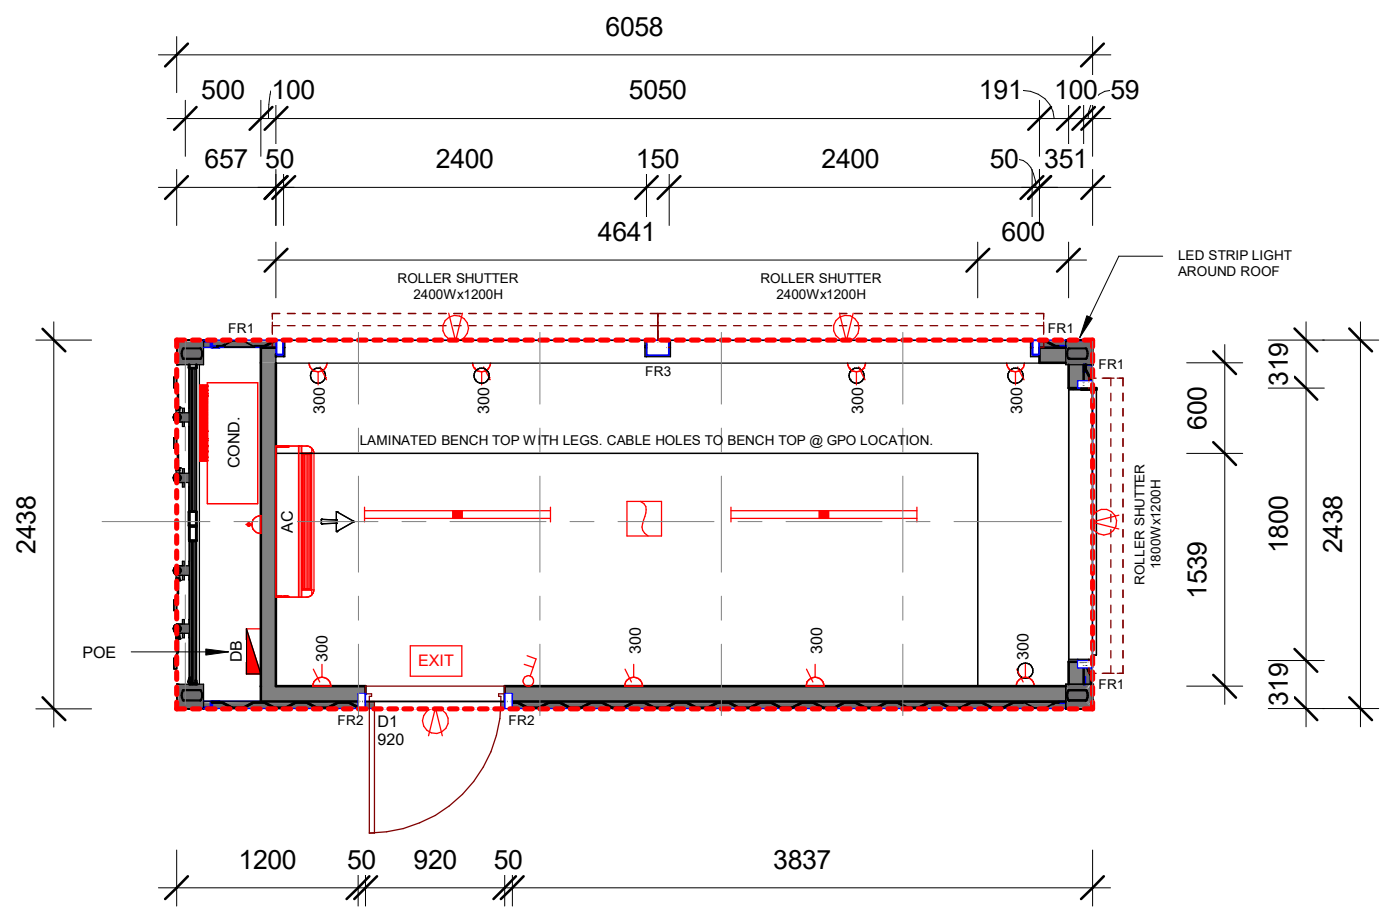 6058
500 100 5050 191 100 59
657 50 2400 150 2400 50 351
4641 600
ROLLER SHUTTER
2400Wx1200H
ROLLER SHUTTER
2400Wx1200H
LED STRIP LIGHT
AROUND ROOF
FR1
FR3
FR1
FR1
300
300
300
300
COND.
LAMINATED BENCH TOP WITH LEGS. CABLE HOLES TO BENCH TOP @ GPO LOCATION.
AC
2438
ROLLER SHUTTER
1800Wx1200H
600
1539
319
1800
319
2438
POE
DB
300
EXIT
300
300
300
FR1
FR2
D1
920
FR2
1200 50 920 50 3837